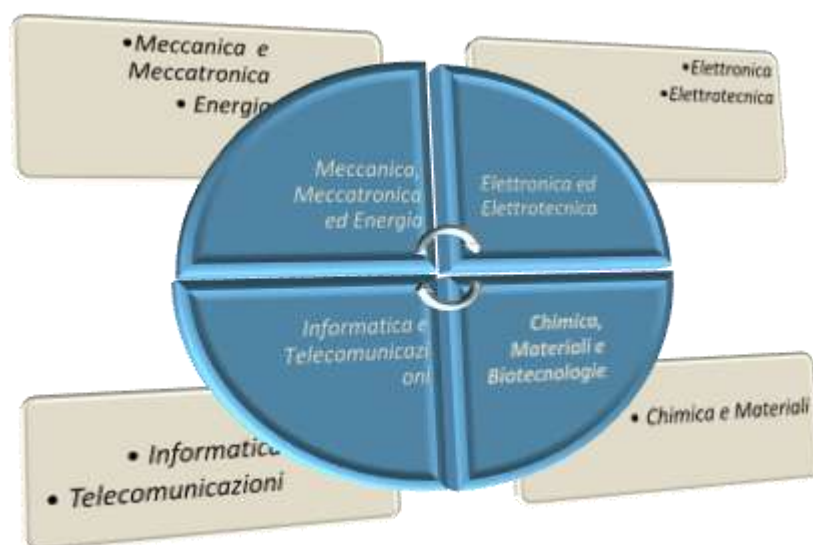 •Meccanica e
Meccatronica
• Energia
•Elettronica
•Elettrotecnica
Meccanica,
Meccatronica
ed Energia
Elettronica ed
Elettrotecnica
Informatica e
Telecomunicazi
oni
Chimica,
Materiali e
Biotecnologie
• Informatica
• Telecomunicazioni
• Chimica e Materiali